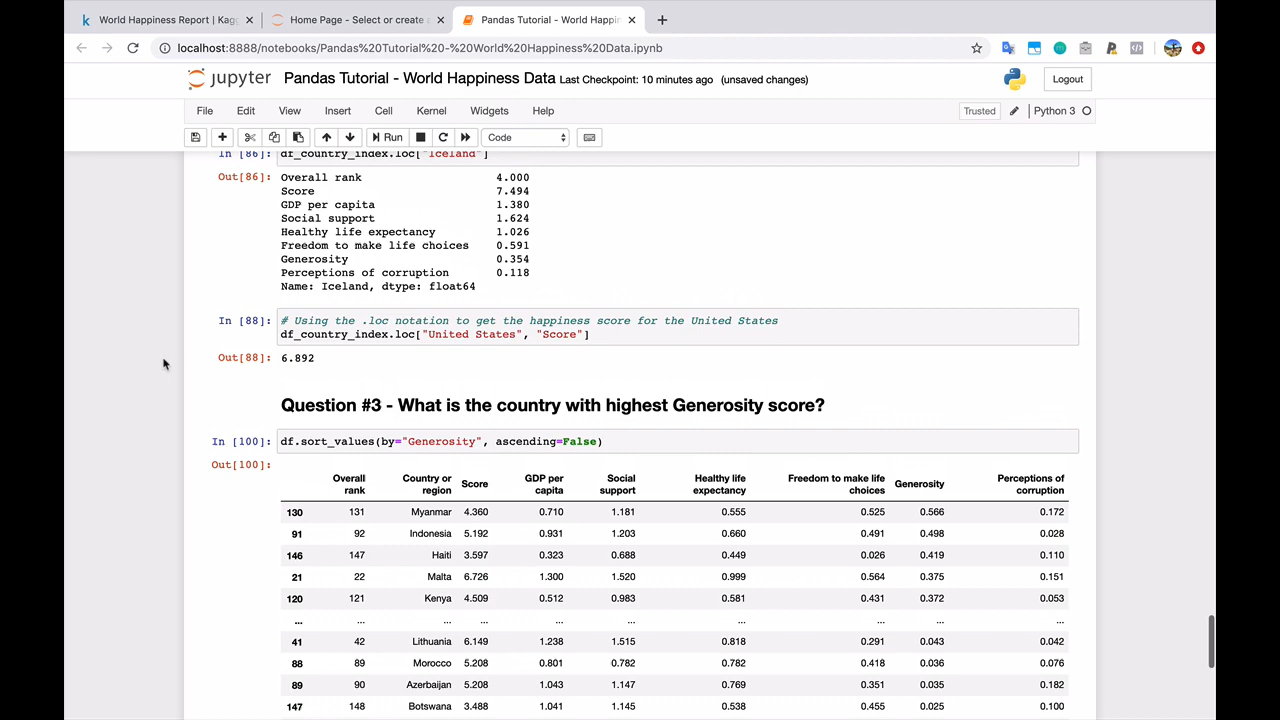 World Happiness Report | Kagg
Home Page - Select or create a
Pandas Tutorial - World Happin
localhost:8888/notebooks/Pandas%20Tutorial%20-%20World%20Happiness%20Data.ipynb
jupyter Pandas Tutorial - World Happiness Data Last Checkpoint: 10 minutes ago (unsaved changes)
Logout
File Edit View Insert Cell Kernel Widgets Help
Trusted Python 3
Run Code
In [86]: df_country_index.loc["Iceland"]
Out[86]: Overall rank 4.000
Score 7.494
GDP per capita 1.380
Social support 1.624
Healthy life expectancy 1.026
Freedom to make life choices 0.591
Generosity 0.354
Perceptions of corruption 0.118
Name: Iceland, dtype: float64
In [88]: # Using the .loc notation to get the happiness score for the United States
df_country_index.loc["United States", "Score"]
Out[88]: 6.892
Question #3 - What is the country with highest Generosity score?
In [100]: df.sort_values(by="Generosity", ascending=False)
Out[100]:
Overall rank Country or region Score GDP per capita Social support Healthy life expectancy Freedom to make life choices Generosity Perceptions of corruption
130 131 Myanmar 4.360 0.710 1.181 0.555 0.525 0.566 0.172
91 92 Indonesia 5.192 0.931 1.203 0.660 0.491 0.498 0.028
146 147 Haiti 3.597 0.323 0.688 0.449 0.026 0.419 0.110
21 22 Malta 6.726 1.300 1.520 0.999 0.564 0.375 0.151
120 121 Kenya 4.509 0.512 0.983 0.581 0.431 0.372 0.053
... ... ... ... ... ... ... ... ... ...
41 42 Lithuania 6.149 1.238 1.515 0.818 0.291 0.043 0.042
88 89 Morocco 5.208 0.801 0.782 0.782 0.418 0.036 0.076
89 90 Azerbaijan 5.208 1.043 1.147 0.769 0.351 0.035 0.182
147 148 Botswana 3.488 1.041 1.145 0.538 0.455 0.025 0.100